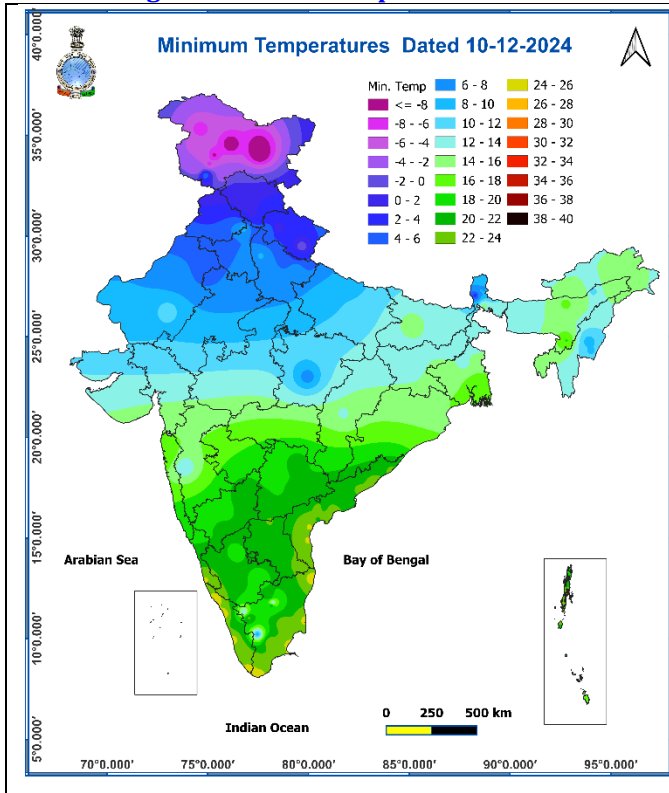 Minimum Temperatures Dated 10-12-2024
Min. Temp
<= -8
-8 - -6
-6 - -4
-4 - -2
-2 - 0
0 - 2
2 - 4
4 - 6
6 - 8
8 - 10
10 - 12
12 - 14
14 - 16
16 - 18
18 - 20
20 - 22
22 - 24
24 - 26
26 - 28
28 - 30
30 - 32
32 - 34
34 - 36
36 - 38
38 - 40
40°0.000'
35°0.000'
30°0.000'
25°0.000'
20°0.000'
15°0.000'
10°0.000'
5°0.000'
Arabian Sea
Bay of Bengal
Indian Ocean
0 250 500 km
70°0.000' 75°0.000' 80°0.000' 85°0.000' 90°0.000' 95°0.000'